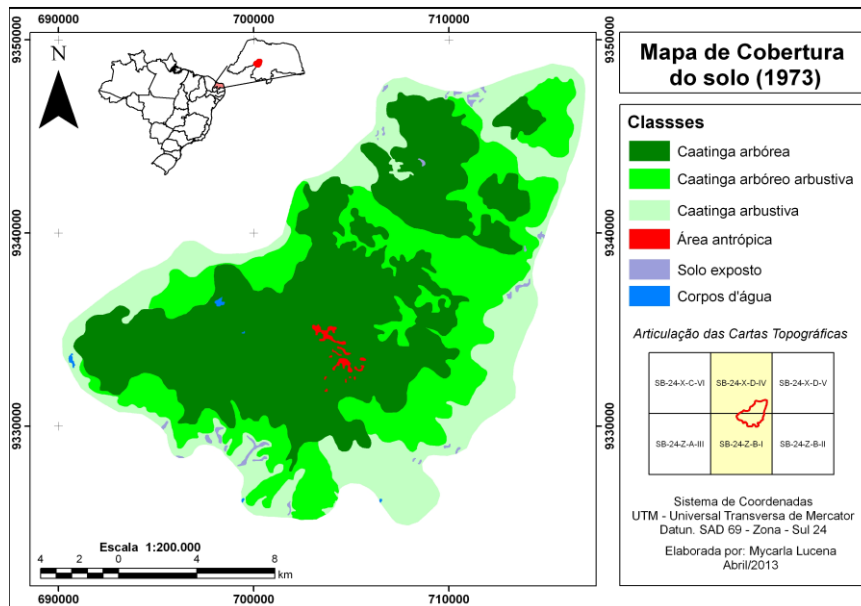 690000 700000 710000
9350000
9350000
N
9340000
9340000
9330000
9330000
Escala 1:200.000
4 2 0 4 8
km
690000 700000 710000
Mapa de Cobertura
do solo (1973)
Classses
Caatinga arbórea
Caatinga arbóreo arbustiva
Caatinga arbustiva
Área antrópica
Solo exposto
Corpos d'água
Articulação das Cartas Topográficas
SB-24-X-C-VI SB-24-X-D-IV SB-24-X-D-V
SB-24-Z-A-III SB-24-Z-B-I SB-24-Z-B-II
Sistema de Coordenadas
UTM - Universal Transversa de Mercator
Datun. SAD 69 - Zona - Sul 24
Elaborada por: Mycarla Lucena
Abril/2013